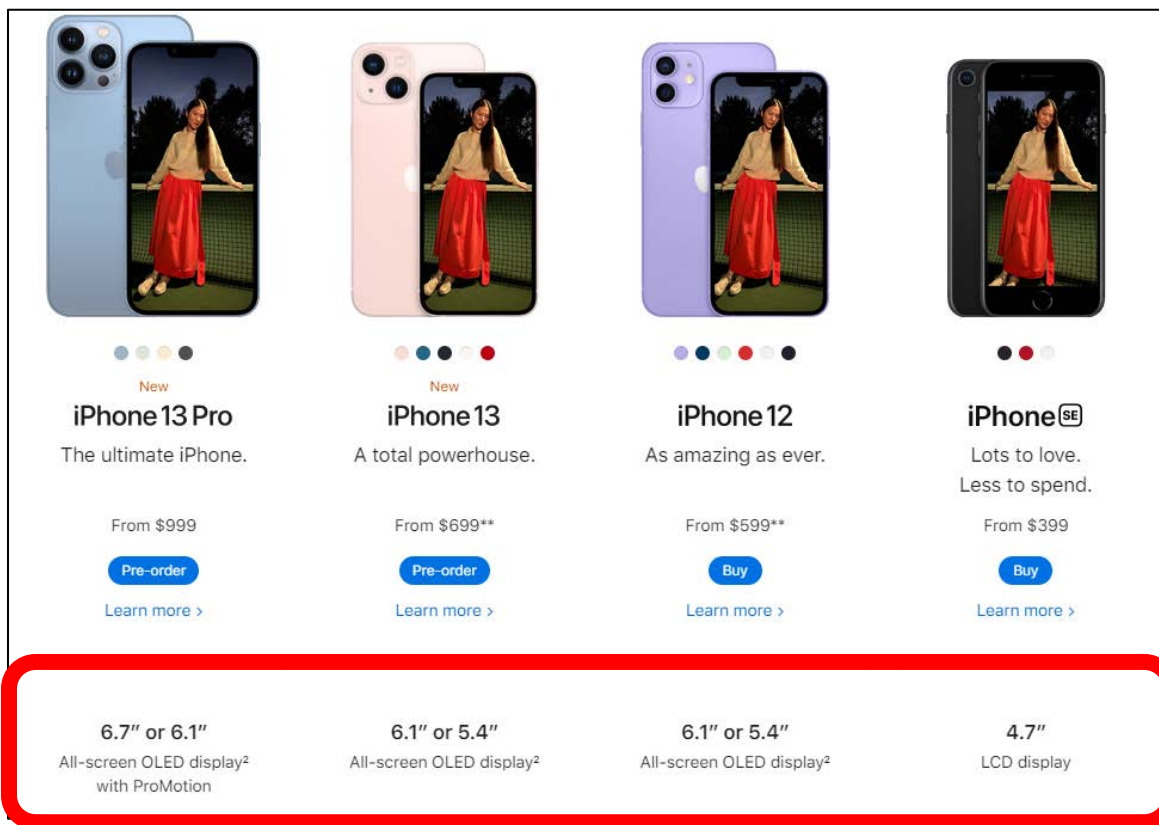 New
iPhone 13 Pro
The ultimate iPhone.
From $999
Pre-order
Learn more >
New
iPhone 13
A total powerhouse.
From $699**
Pre-order
Learn more >
iPhone 12
As amazing as ever.
From $599**
Buy
Learn more >
iPhone SE
Lots to love.
Less to spend.
From $399
Buy
Learn more >
6.7″ or 6.1″
All-screen OLED display²
with ProMotion
6.1″ or 5.4″
All-screen OLED display²
6.1″ or 5.4″
All-screen OLED display²
4.7″
LCD display